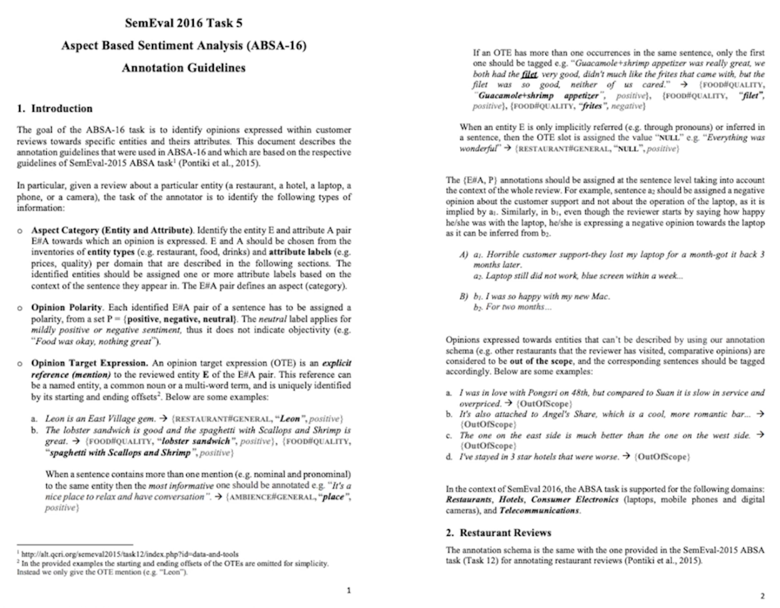 SemEval 2016 Task 5
Aspect Based Sentiment Analysis (ABSA-16)
Annotation Guidelines
1. Introduction
The goal of the ABSA-16 task is to identify opinions expressed within customer
reviews towards specific entities and theirs attributes. This document describes the
annotation guidelines that were used in ABSA-16 and which are based on the respective
guidelines of SemEval-2015 ABSA task¹ (Pontiki et al., 2015).
In particular, given a review about a particular entity (a restaurant, a hotel, a laptop, a
phone, or a camera), the task of the annotator is to identify the following types of
information:
o Aspect Category (Entity and Attribute). Identify the entity E and attribute A pair
E#A towards which an opinion is expressed. E and A should be chosen from the
inventories of entity types (e.g. restaurant, food, drinks) and attribute labels (e.g.
prices, quality) per domain that are described in the following sections. The
identified entities should be assigned one or more attribute labels based on the
context of the sentence they appear in. The E#A pair defines an aspect (category).
o Opinion Polarity. Each identified E#A pair of a sentence has to be assigned a
polarity, from a set P = {positive, negative, neutral}. The neutral label applies for
mildly positive or negative sentiment, thus it does not indicate objectivity (e.g.
"Food was okay, nothing great").
o Opinion Target Expression. An opinion target expression (OTE) is an explicit
reference (mention) to the reviewed entity E of the E#A pair. This reference can
be a named entity, a common noun or a multi-word term, and is uniquely identified
by its starting and ending offsets². Below are some examples:
a. Leon is an East Village gem. → {RESTAURANT#GENERAL, "Leon", positive}
b. The lobster sandwich is good and the spaghetti with Scallops and Shrimp is
great. → {FOOD#QUALITY, "lobster sandwich", positive}, {FOOD#QUALITY,
"spaghetti with Scallops and Shrimp", positive}
When a sentence contains more than one mention (e.g. nominal and pronominal)
to the same entity then the most informative one should be annotated e.g. "It's a
nice place to relax and have conversation". → {AMBIENCE#GENERAL, "place",
positive}
¹ http://alt.qcri.org/semeval2015/task12/index.php?id=data-and-tools
² In the provided examples the starting and ending offsets of the OTEs are omitted for simplicity.
Instead we only give the OTE mention (e.g. "Leon").
1
If an OTE has more than one occurrences in the same sentence, only the first
one should be tagged e.g. "Guacamole+shrimp appetizer was really great, we
both had the filet, very good, didn't much like the frites that came with, but the
filet was so good, neither of us cared." → {FOOD#QUALITY,
"Guacamole+shrimp appetizer", positive}, {FOOD#QUALITY, "filet",
positive}, {FOOD#QUALITY, "frites", negative}
When an entity E is only implicitly referred (e.g. through pronouns) or inferred in
a sentence, then the OTE slot is assigned the value "NULL" e.g. "Everything was
wonderful" → {RESTAURANT#GENERAL, "NULL", positive}
The {E#A, P} annotations should be assigned at the sentence level taking into account
the context of the whole review. For example, sentence a2 should be assigned a negative
opinion about the customer support and not about the operation of the laptop, as it is
implied by a1. Similarly, in b1, even though the reviewer starts by saying how happy
he/she was with the laptop, he/she is expressing a negative opinion towards the laptop
as it can be inferred from b2.
A) a1. Horrible customer support-they lost my laptop for a month-got it back 3
months later.
a2. Laptop still did not work, blue screen within a week...
B) b1. I was so happy with my new Mac.
b2. For two months...
Opinions expressed towards entities that can't be described by using our annotation
schema (e.g. other restaurants that the reviewer has visited, comparative opinions) are
considered to be out of the scope, and the corresponding sentences should be tagged
accordingly. Below are some examples:
a. I was in love with Pongsri on 48th, but compared to Suan it is slow in service and
overpriced. → {OutOfScope}
b. It's also attached to Angel's Share, which is a cool, more romantic bar... →
{OutOfScope}
c. The one on the east side is much better than the one on the west side. →
{OutOfScope}
d. I've stayed in 3 star hotels that were worse. → {OutOfScope}
In the context of SemEval 2016, the ABSA task is supported for the following domains:
Restaurants, Hotels, Consumer Electronics (laptops, mobile phones and digital
cameras), and Telecommunications.
2. Restaurant Reviews
The annotation schema is the same with the one provided in the SemEval-2015 ABSA
task (Task 12) for annotating restaurant reviews (Pontiki et al., 2015).
2